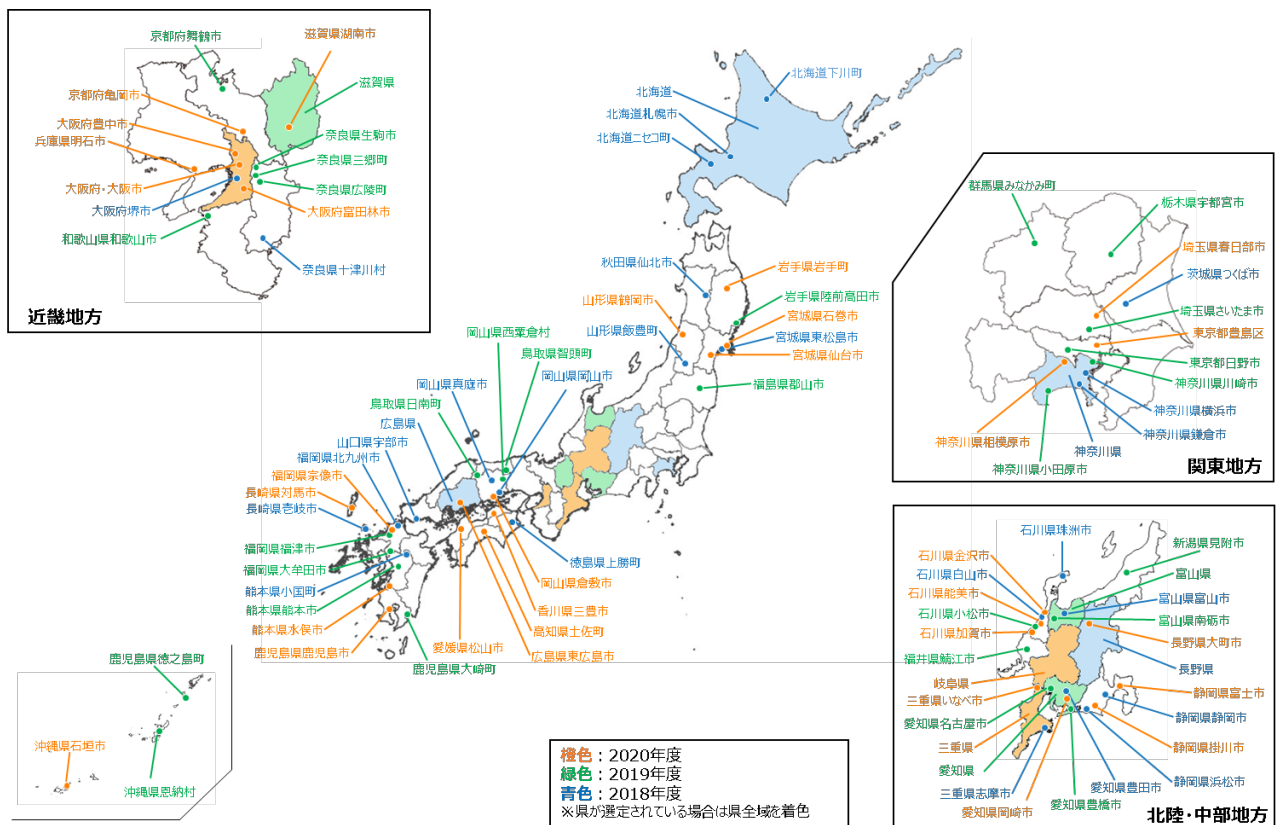 京都府舞鶴市
滋賀県湖南市
滋賀県
京都府亀岡市
大阪府豊中市
兵庫県明石市
奈良県生駒市
奈良県三郷町
奈良県広陵町
大阪府・大阪市
大阪府堺市
大阪府富田林市
和歌山県和歌山市
奈良県十津川村
近畿地方
北海道下川町
北海道
北海道札幌市
北海道ニセコ町
秋田県仙北市
岩手県岩手町
山形県鶴岡市
岩手県陸前高田市
宮城県石巻市
山形県飯豊町
宮城県東松島市
宮城県仙台市
福島県郡山市
岡山県西粟倉村
鳥取県智頭町
岡山県岡山市
岡山県真庭市
鳥取県日南町
広島県
山口県宇部市
福岡県北九州市
福岡県宗像市
長崎県対馬市
長崎県壱岐市
福岡県福津市
福岡県大牟田市
熊本県小国町
熊本県熊本市
熊本県水俣市
鹿児島県鹿児島市
鹿児島県大崎町
愛媛県松山市
徳島県上勝町
岡山県倉敷市
香川県三豊市
高知県土佐町
広島県東広島市
鹿児島県徳之島町
沖縄県石垣市
沖縄県恩納村
群馬県みなかみ町
栃木県宇都宮市
埼玉県春日部市
茨城県つくば市
埼玉県さいたま市
東京都豊島区
東京都日野市
神奈川県川崎市
神奈川県横浜市
神奈川県鎌倉市
神奈川県相模原市
神奈川県
神奈川県小田原市
関東地方
石川県珠洲市
石川県金沢市
新潟県見附市
石川県白山市
富山県
石川県能美市
富山県富山市
石川県小松市
富山県南砺市
石川県加賀市
長野県大町市
福井県鯖江市
長野県
岐阜県
静岡県富士市
三重県いなべ市
静岡県静岡市
愛知県名古屋市
三重県
静岡県掛川市
愛知県
静岡県浜松市
愛知県豊田市
三重県志摩市
愛知県豊橋市
愛知県岡崎市
北陸・中部地方
橙色：2020年度
緑色：2019年度
青色：2018年度
※県が選定されている場合は県全域を着色